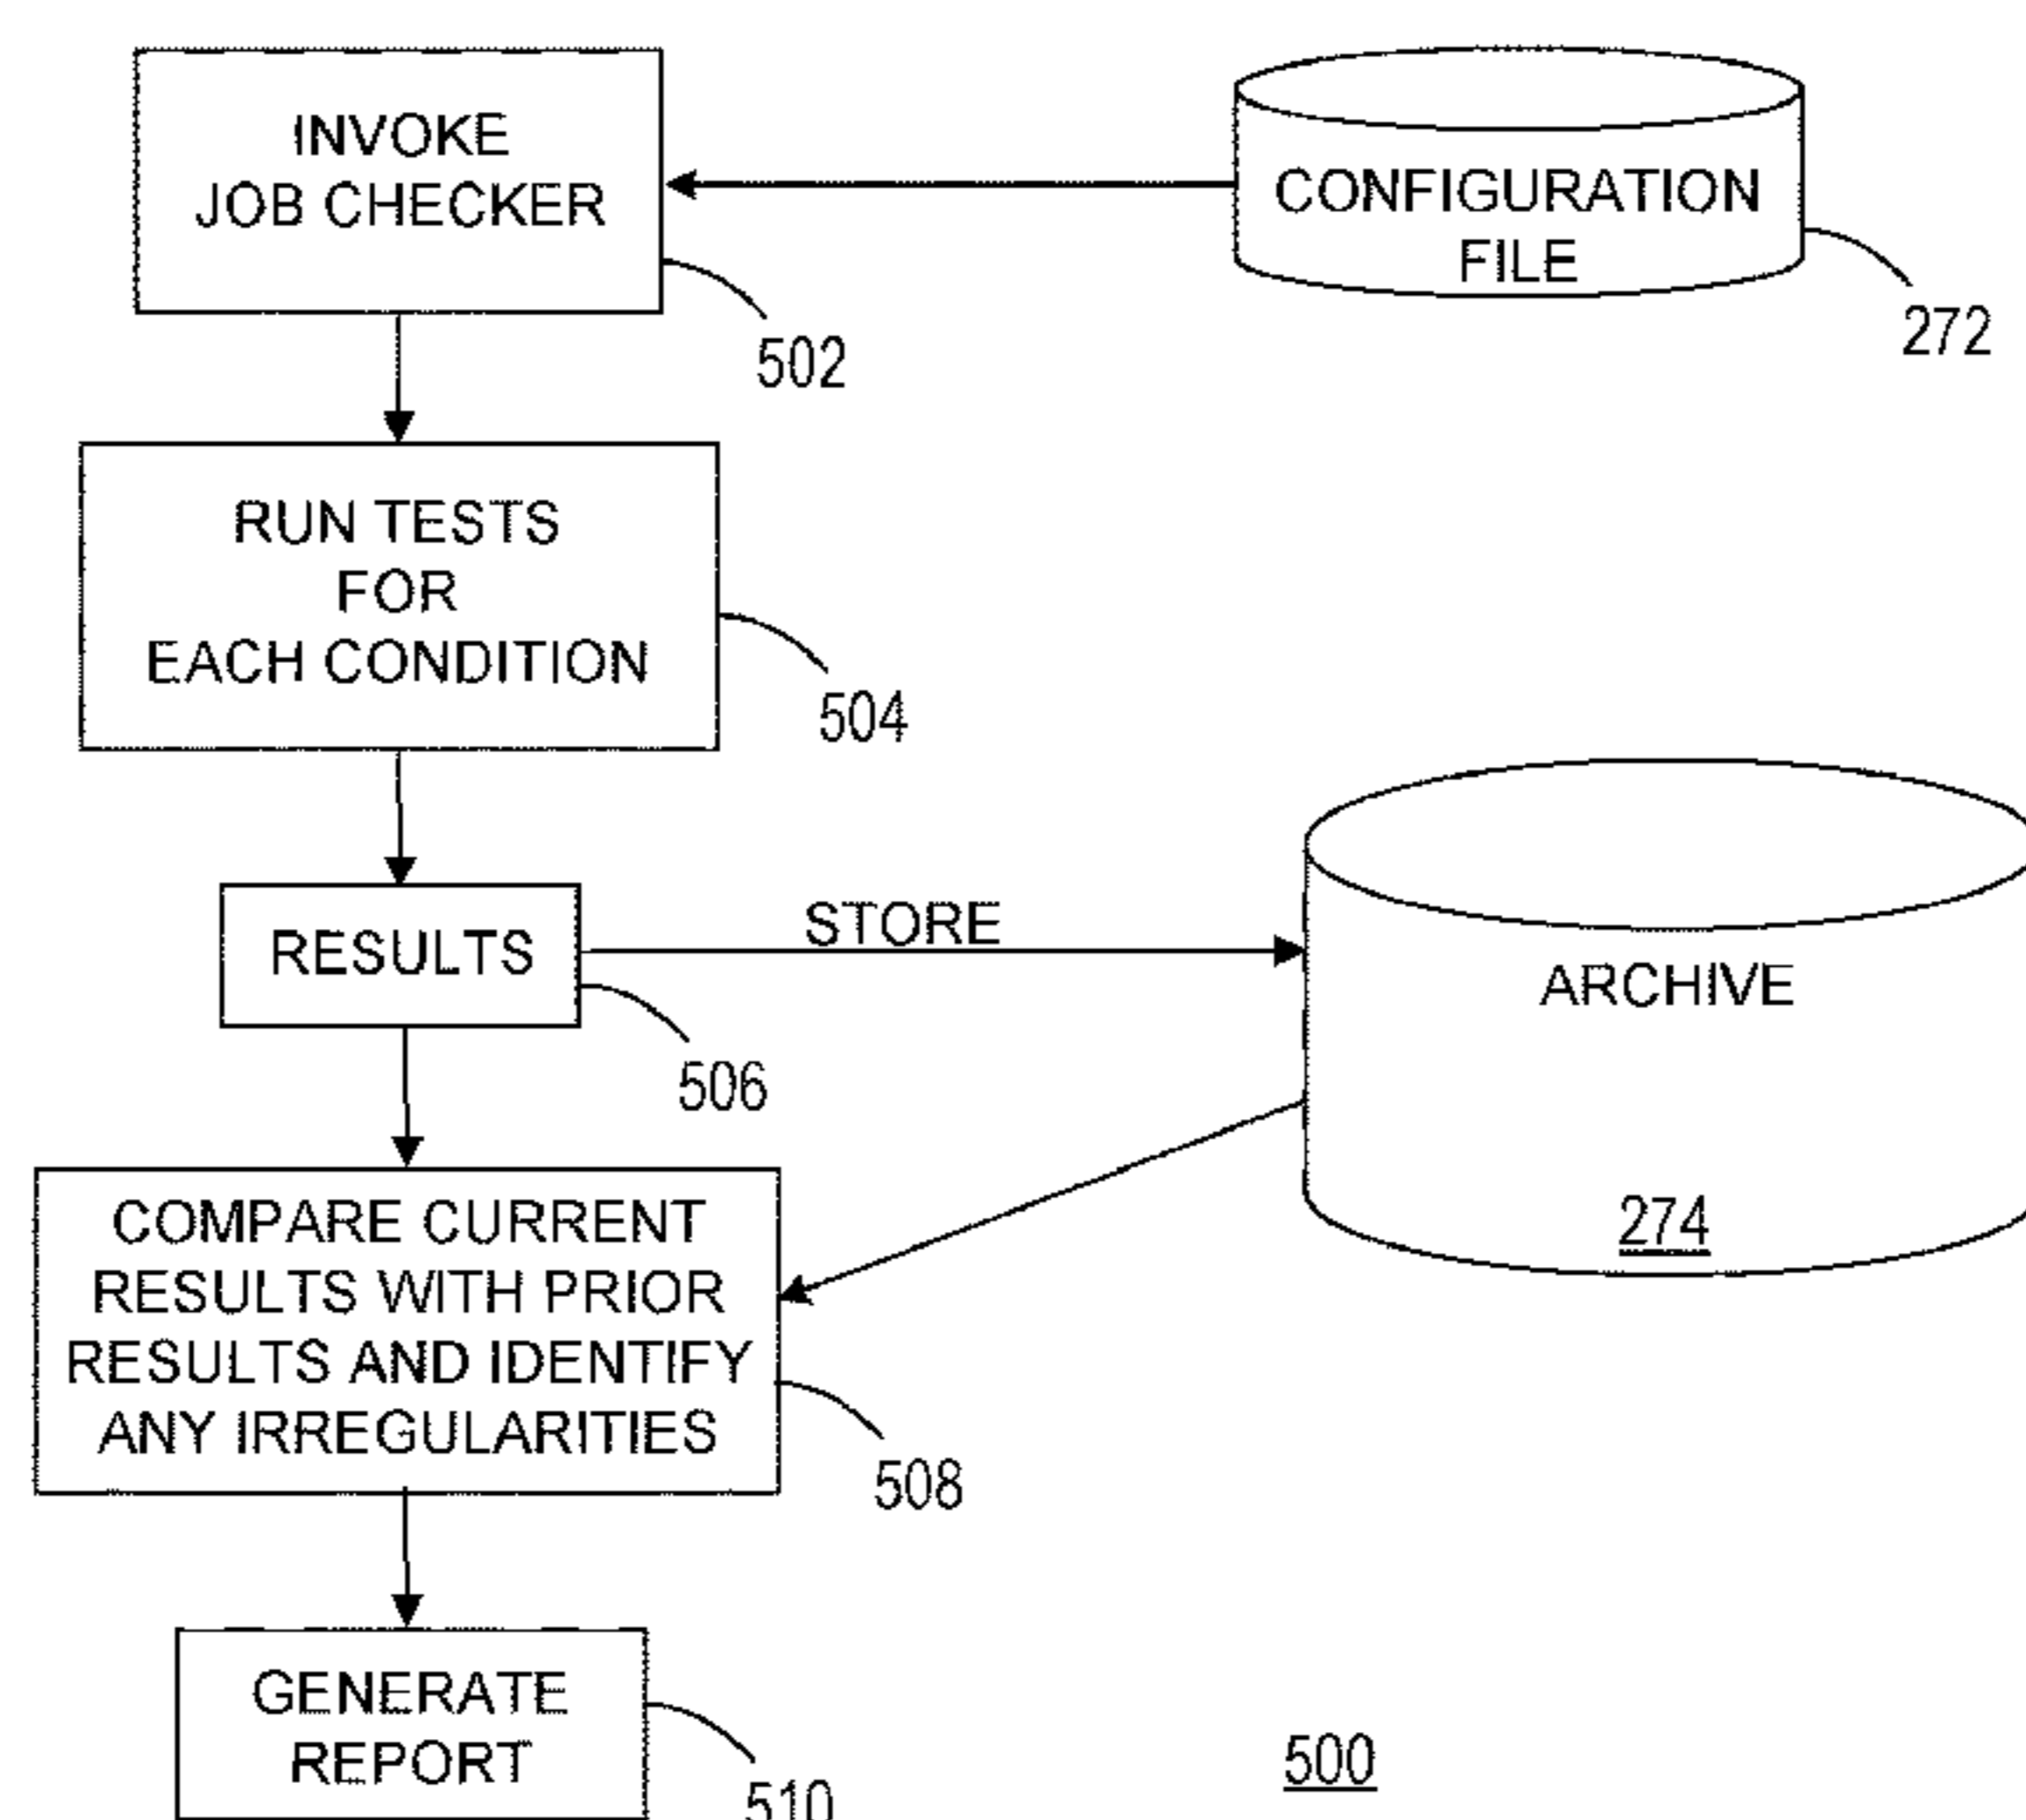 INVOKE
JOB CHECKER
502
CONFIGURATION
FILE
272
RUN TESTS
FOR
EACH CONDITION
504
RESULTS
506
STORE
ARCHIVE
274
COMPARE CURRENT
RESULTS WITH PRIOR
RESULTS AND IDENTIFY
ANY IRREGULARITIES
508
GENERATE
REPORT
510
500